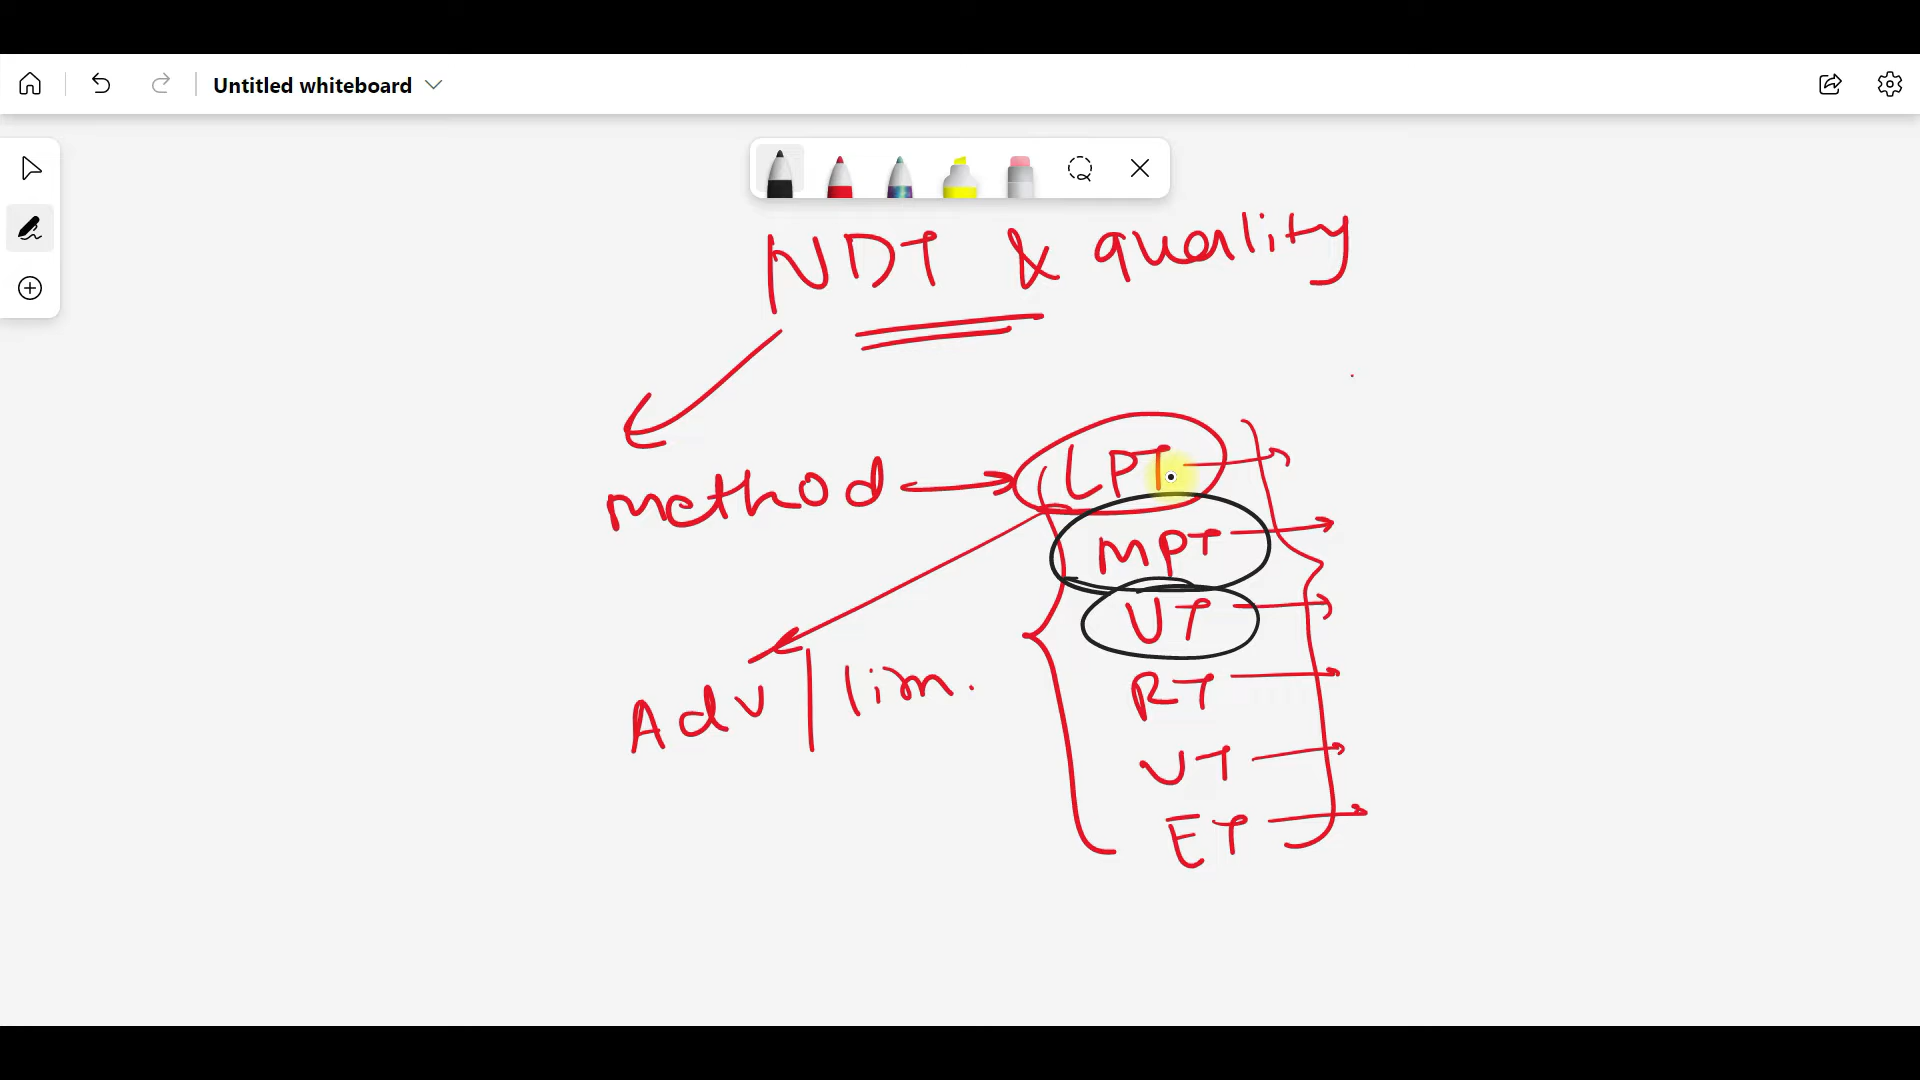 Untitled whiteboard
NDT & quality
method
LPT
MPT
UT
RT
VT
ET
Adv / lim.